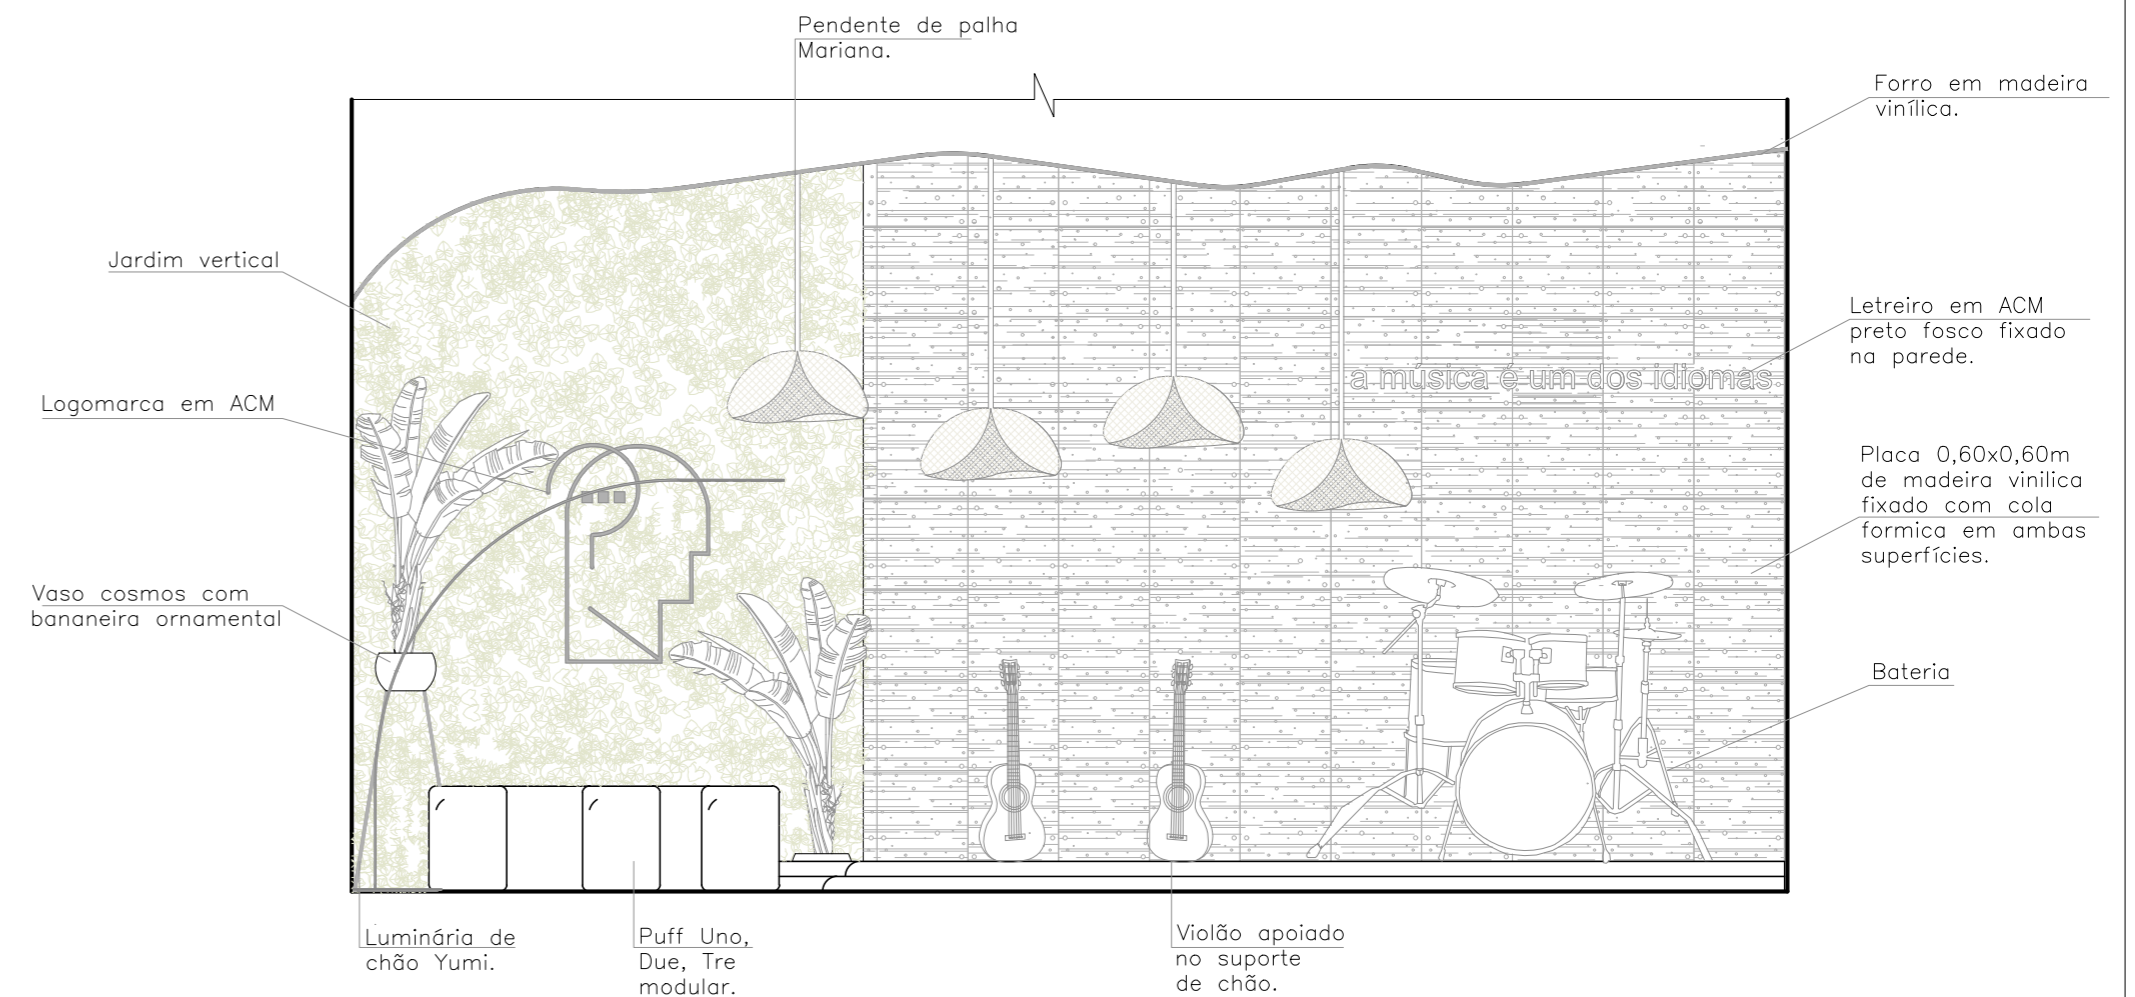 Pendente de palha
Mariana.
Forro em madeira
vinílica.
Jardim vertical
Letreiro em ACM
preto fosco fixado
na parede.
a música é um dos idiomas
Logomarca em ACM
Placa 0,60x0,60m
de madeira vinilica
fixado com cola
formica em ambas
superfícies.
Vaso cosmos com
bananeira ornamental
Bateria
Luminária de
chão Yumi.
Puff Uno,
Due, Tre
modular.
Violão apoiado
no suporte
de chão.